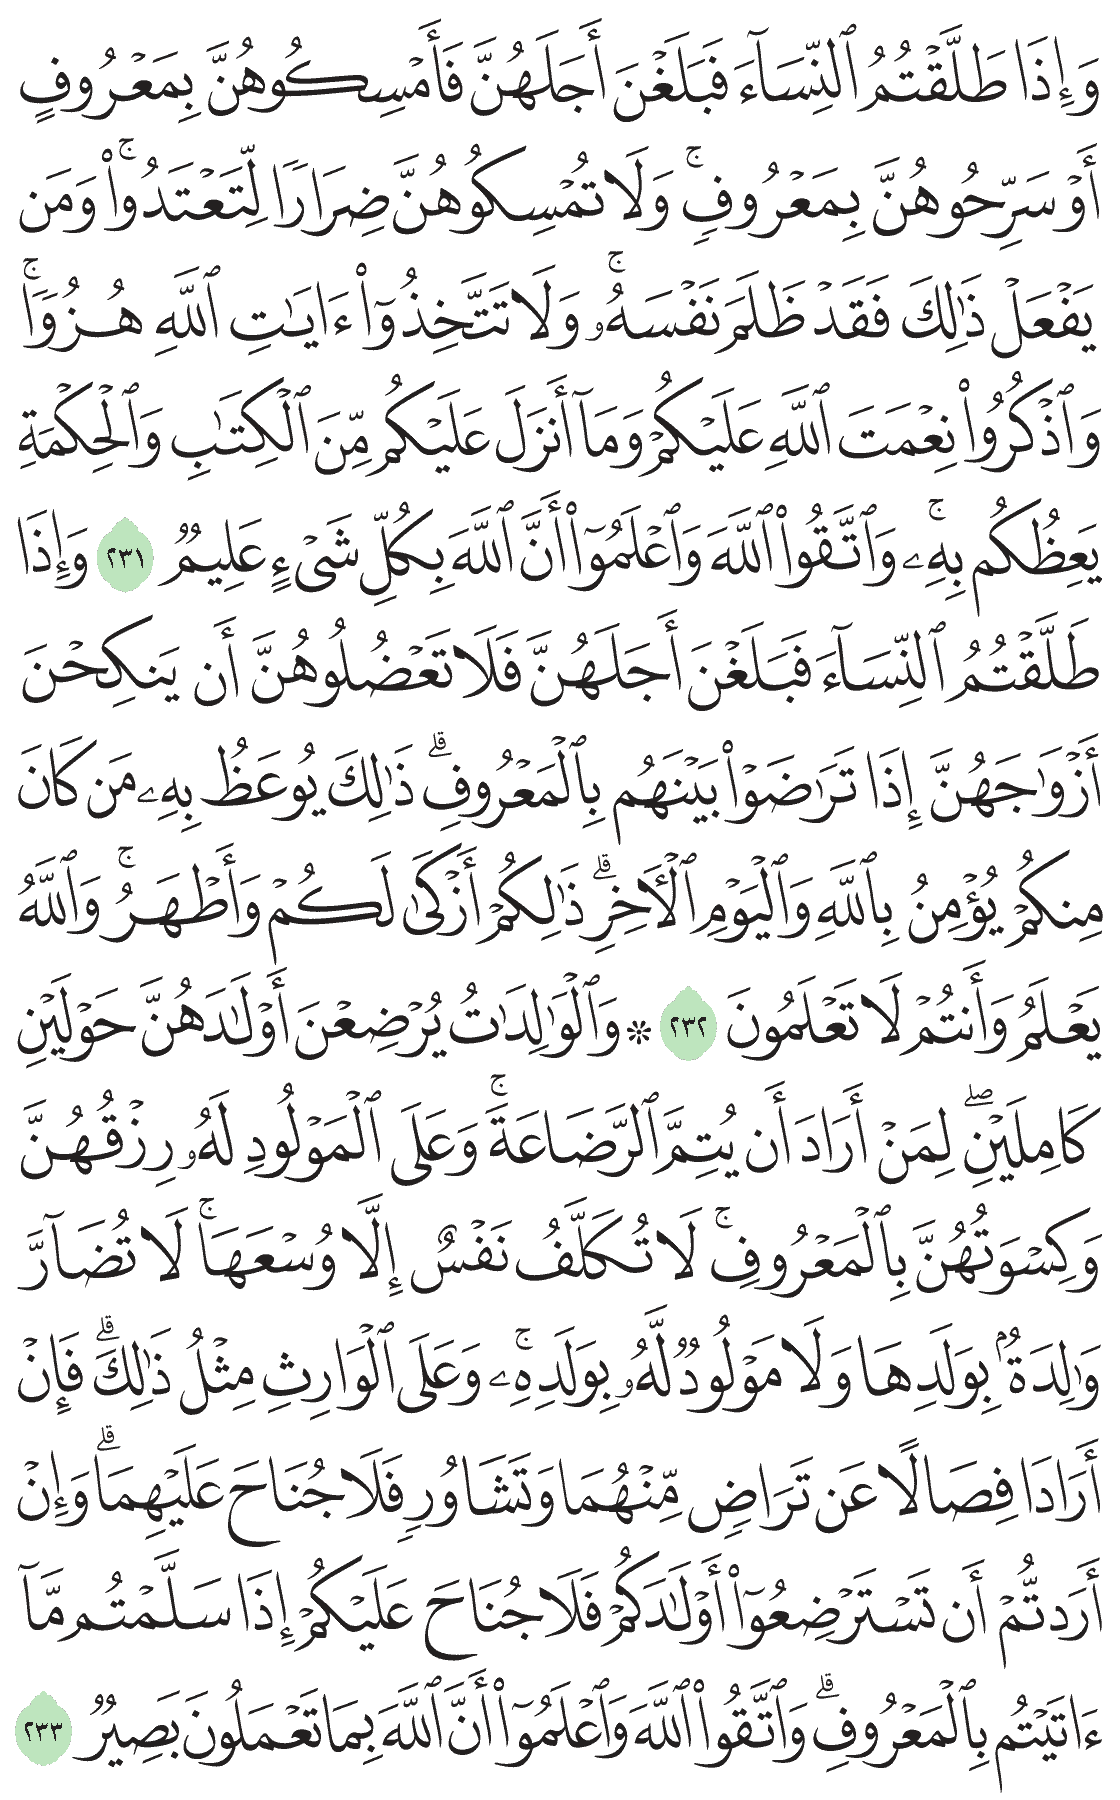 وَإِذَا طَلَّقْتُمُ ٱلنِّسَآءَ فَبَلَغْنَ أَجَلَهُنَّ فَأَمْسِكُوهُنَّ بِمَعْرُوفٍ
أَوْ سَرِّحُوهُنَّ بِمَعْرُوفٖۚ وَلَا تُمْسِكُوهُنَّ ضِرَارٗا لِّتَعْتَدُواْۚ وَمَن
يَفْعَلْ ذَٰلِكَ فَقَدْ ظَلَمَ نَفْسَهُۥۚ وَلَا تَتَّخِذُوٓاْ ءَايَٰتِ ٱللَّهِ هُزُوٗاۚ
وَٱذْكُرُواْ نِعْمَتَ ٱللَّهِ عَلَيْكُمْ وَمَآ أَنزَلَ عَلَيْكُم مِّنَ ٱلْكِتَٰبِ وَٱلْحِكْمَةِ
يَعِظُكُم بِهِۦۚ وَٱتَّقُواْ ٱللَّهَ وَٱعْلَمُوٓاْ أَنَّ ٱللَّهَ بِكُلِّ شَيْءٍ عَلِيمٞ ٢٣١ وَإِذَا
طَلَّقْتُمُ ٱلنِّسَآءَ فَبَلَغْنَ أَجَلَهُنَّ فَلَا تَعْضُلُوهُنَّ أَن يَنكِحْنَ
أَزْوَٰجَهُنَّ إِذَا تَرَٰضَوْاْ بَيْنَهُم بِٱلْمَعْرُوفِۗ ذَٰلِكَ يُوعَظُ بِهِۦ مَن كَانَ
مِنكُمْ يُؤْمِنُ بِٱللَّهِ وَٱلْيَوْمِ ٱلْأٓخِرِۗ ذَٰلِكُمْ أَزْكَىٰ لَكُمْ وَأَطْهَرُۚ وَٱللَّهُ
يَعْلَمُ وَأَنتُمْ لَا تَعْلَمُونَ ٢٣٢ * وَٱلْوَٰلِدَٰتُ يُرْضِعْنَ أَوْلَٰدَهُنَّ حَوْلَيْنِ
كَامِلَيْنِۖ لِمَنْ أَرَادَ أَن يُتِمَّ ٱلرَّضَاعَةَۚ وَعَلَى ٱلْمَوْلُودِ لَهُۥ رِزْقُهُنَّ
وَكِسْوَتُهُنَّ بِٱلْمَعْرُوفِۚ لَا تُكَلَّفُ نَفْسٌ إِلَّا وُسْعَهَاۚ لَا تُضَآرَّ
وَٰلِدَةُۢ بِوَلَدِهَا وَلَا مَوْلُودٞ لَّهُۥ بِوَلَدِهِۦۚ وَعَلَى ٱلْوَارِثِ مِثْلُ ذَٰلِكَۗ فَإِنْ
أَرَادَا فِصَالًا عَن تَرَاضٖ مِّنْهُمَا وَتَشَاوُرٖ فَلَا جُنَاحَ عَلَيْهِمَاۗ وَإِنْ
أَرَدتُّمْ أَن تَسْتَرْضِعُوٓاْ أَوْلَٰدَكُمْ فَلَا جُنَاحَ عَلَيْكُمْ إِذَا سَلَّمْتُم مَّآ
ءَاتَيْتُم بِٱلْمَعْرُوفِۗ وَٱتَّقُواْ ٱللَّهَ وَٱعْلَمُوٓاْ أَنَّ ٱللَّهَ بِمَا تَعْمَلُونَ بَصِيرٞ ٢٣٣